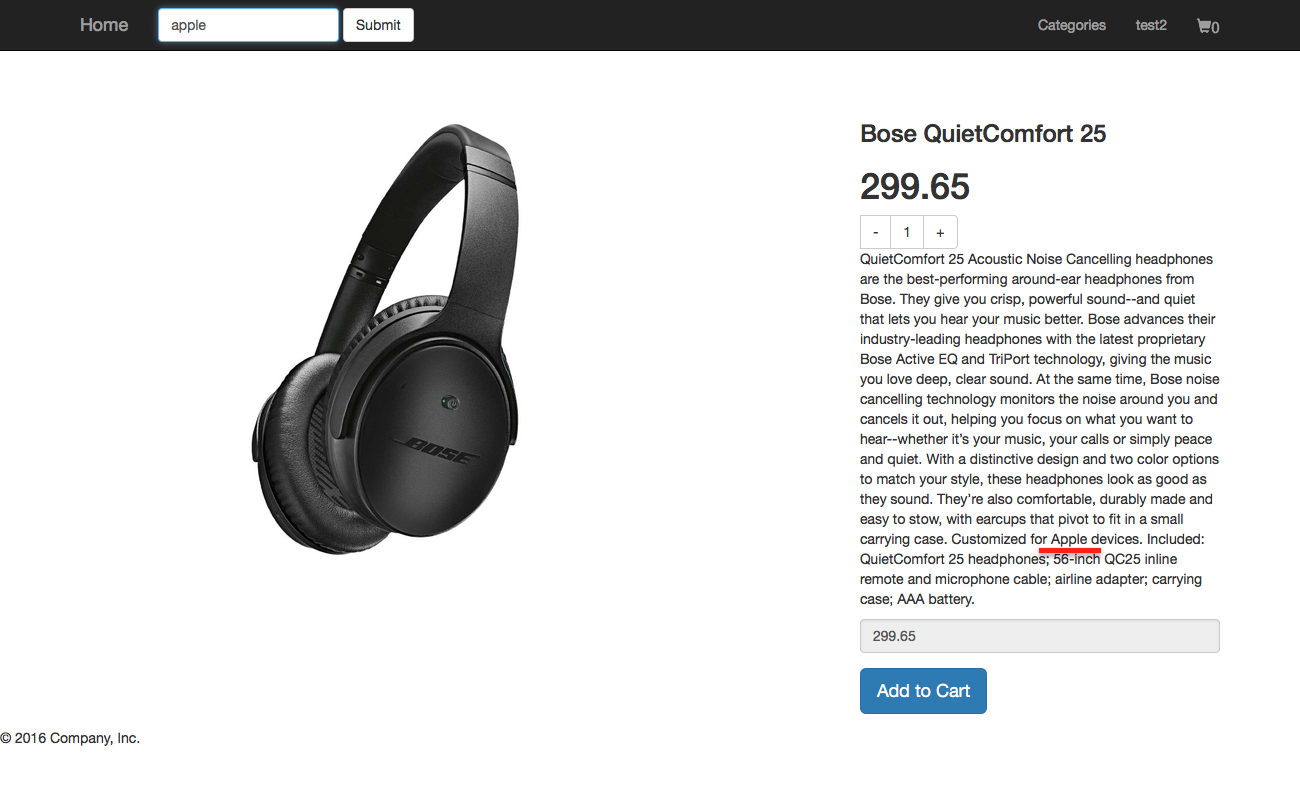 Home apple Submit Categories test2 0
Bose QuietComfort 25
299.65
- 1 +
QuietComfort 25 Acoustic Noise Cancelling headphones
are the best-performing around-ear headphones from
Bose. They give you crisp, powerful sound--and quiet
that lets you hear your music better. Bose advances their
industry-leading headphones with the latest proprietary
Bose Active EQ and TriPort technology, giving the music
you love deep, clear sound. At the same time, Bose noise
cancelling technology monitors the noise around you and
cancels it out, helping you focus on what you want to
hear--whether it’s your music, your calls or simply peace
and quiet. With a distinctive design and two color options
to match your style, these headphones look as good as
they sound. They're also comfortable, durably made and
easy to stow, with earcups that pivot to fit in a small
carrying case. Customized for Apple devices. Included:
QuietComfort 25 headphones; 56-inch QC25 inline
remote and microphone cable; airline adapter; carrying
case; AAA battery.
299.65
Add to Cart
BOSE
© 2016 Company, Inc.